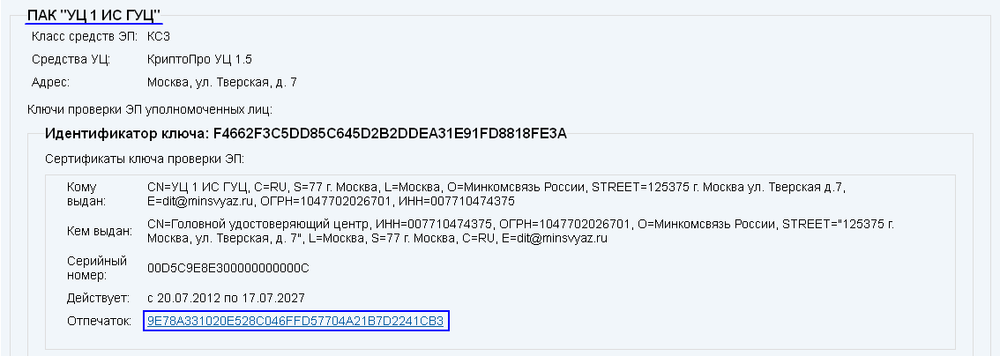 ПАК "УЦ 1 ИС ГУЦ"
Класс средств ЭП: КС3
Средства УЦ: КриптоПро УЦ 1.5
Адрес: Москва, ул. Тверская, д. 7
Ключи проверки ЭП уполномоченных лиц:
Идентификатор ключа: F4662F3C5DD85C645D2B2DDEA31E91FD8818FE3A
Сертификаты ключа проверки ЭП:
Кому выдан: CN=УЦ 1 ИС ГУЦ, C=RU, S=77 г. Москва, L=Москва, O=Минкомсвязь России, STREET=125375 г. Москва ул. Тверская д.7,
E=dit@minsvyaz.ru, ОГРН=1047702026701, ИНН=007710474375
Кем выдан: CN=Головной удостоверяющий центр, ИНН=007710474375, ОГРН=1047702026701, O=Минкомсвязь России, STREET="125375 г.
Москва, ул. Тверская, д. 7", L=Москва, S=77 г. Москва, C=RU, E=dit@minsvyaz.ru
Серийный номер: 00D5C9E8E300000000000C
Действует: с 20.07.2012 по 17.07.2027
Отпечаток: 9E78A331020E528C046FFD57704A21B7D2241CB3